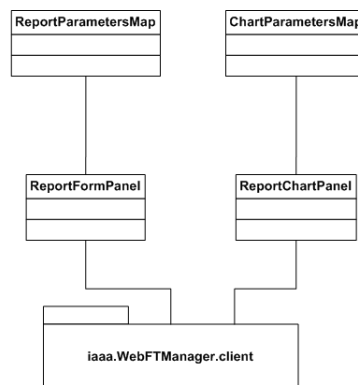 ReportParametersMap
ChartParametersMap
ReportFormPanel
ReportChartPanel
iaaa.WebFTManager.client